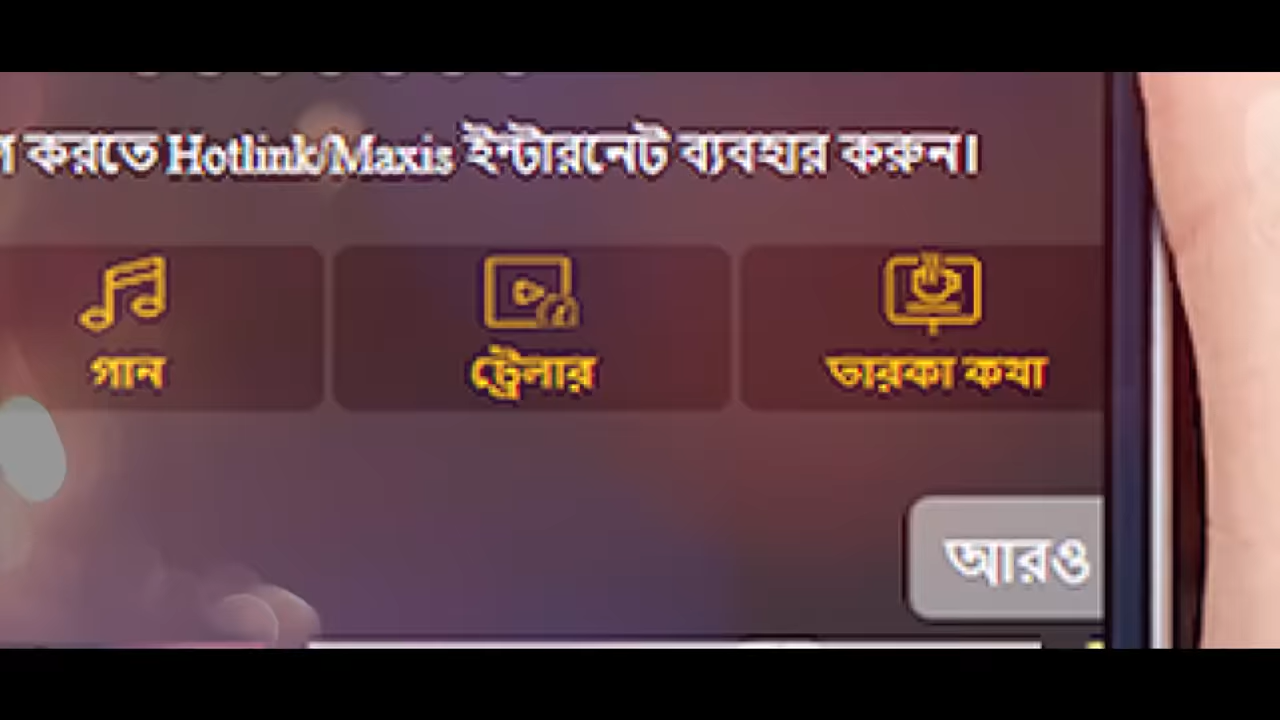 করতে Hotlink/Maxis ইন্টারনেট ব্যবহার করুন।
গান
ট্রেলার
তারকা কথা
আরও